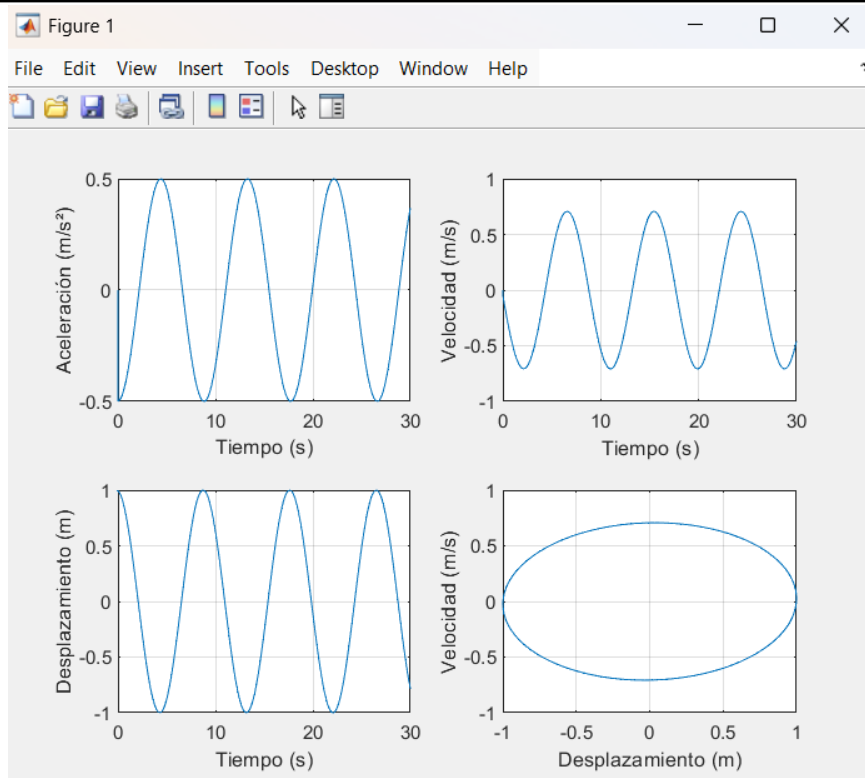 Figure 1
File Edit View Insert Tools Desktop Window Help
0.5
0
-0.5
Aceleración (m/s²)
0 10 20 30
Tiempo (s)
1
0.5
0
-0.5
-1
Velocidad (m/s)
0 10 20 30
Tiempo (s)
1
0.5
0
-0.5
-1
Desplazamiento (m)
0 10 20 30
Tiempo (s)
1
0.5
0
-0.5
-1
Velocidad (m/s)
-1 -0.5 0 0.5 1
Desplazamiento (m)